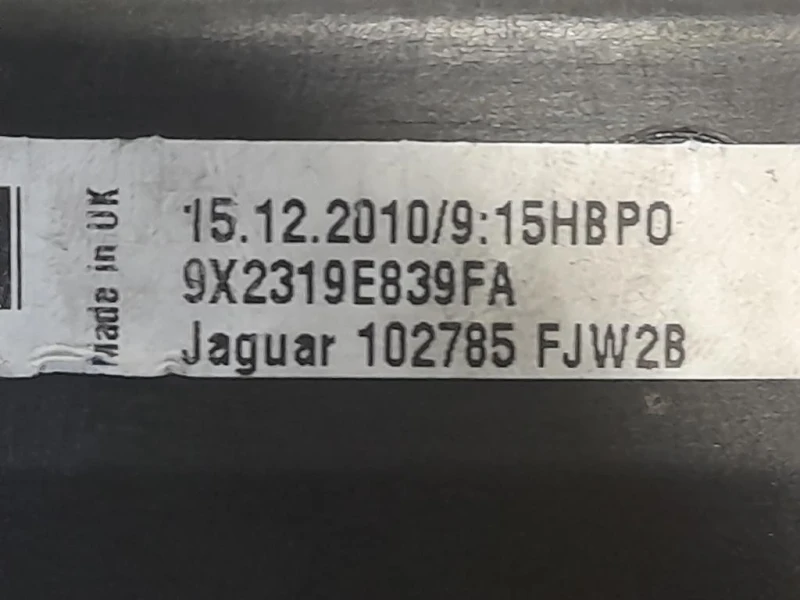 Made in UK
15.12.2010/9:15HBPO
9X2319E839FA
Jaguar 102785 FJW2B